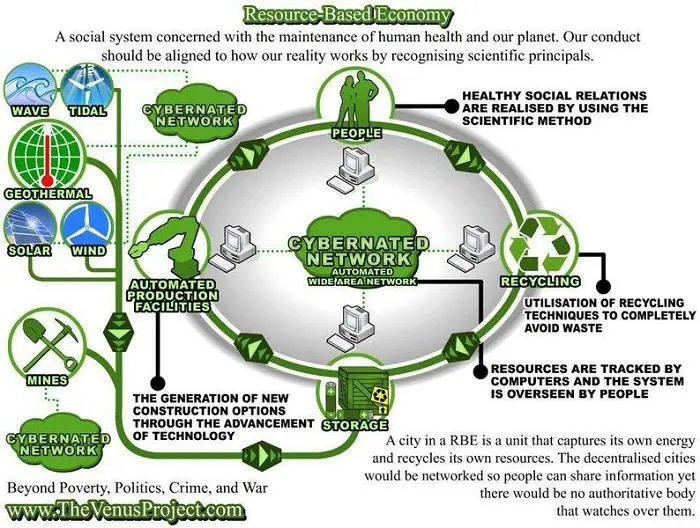 Resource-Based Economy
A social system concerned with the maintenance of human health and our planet. Our conduct
should be aligned to how our reality works by recognising scientific principals.
WAVE
TIDAL
CYBERNATED
NETWORK
PEOPLE
HEALTHY SOCIAL RELATIONS
ARE REALISED BY USING THE
SCIENTIFIC METHOD
GEOTHERMAL
SOLAR
WIND
AUTOMATED
PRODUCTION
FACILITIES
CYBERNATED
NETWORK
AUTOMATED
WIDE AREA NETWORK
RECYCLING
UTILISATION OF RECYCLING
TECHNIQUES TO COMPLETELY
AVOID WASTE
MINES
RESOURCES ARE TRACKED BY
COMPUTERS AND THE SYSTEM
IS OVERSEEN BY PEOPLE
THE GENERATION OF NEW
CONSTRUCTION OPTIONS
THROUGH THE ADVANCEMENT
OF TECHNOLOGY
STORAGE
CYBERNATED
NETWORK
A city in a RBE is a unit that captures its own energy
and recycles its own resources. The decentralised cities
would be networked so people can share information yet
there would be no authoritative body
that watches over them.
Beyond Poverty, Politics, Crime, and War
www.TheVenusProject.com